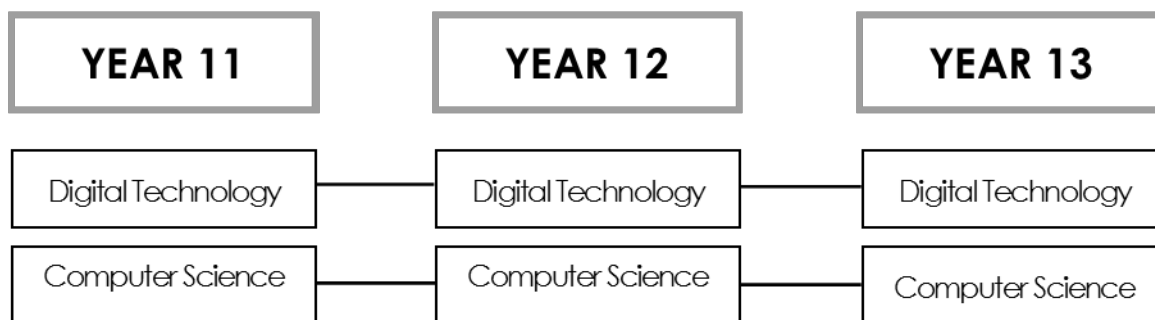 YEAR 11
YEAR 12
YEAR 13
Digital Technology
Digital Technology
Digital Technology
Computer Science
Computer Science
Computer Science